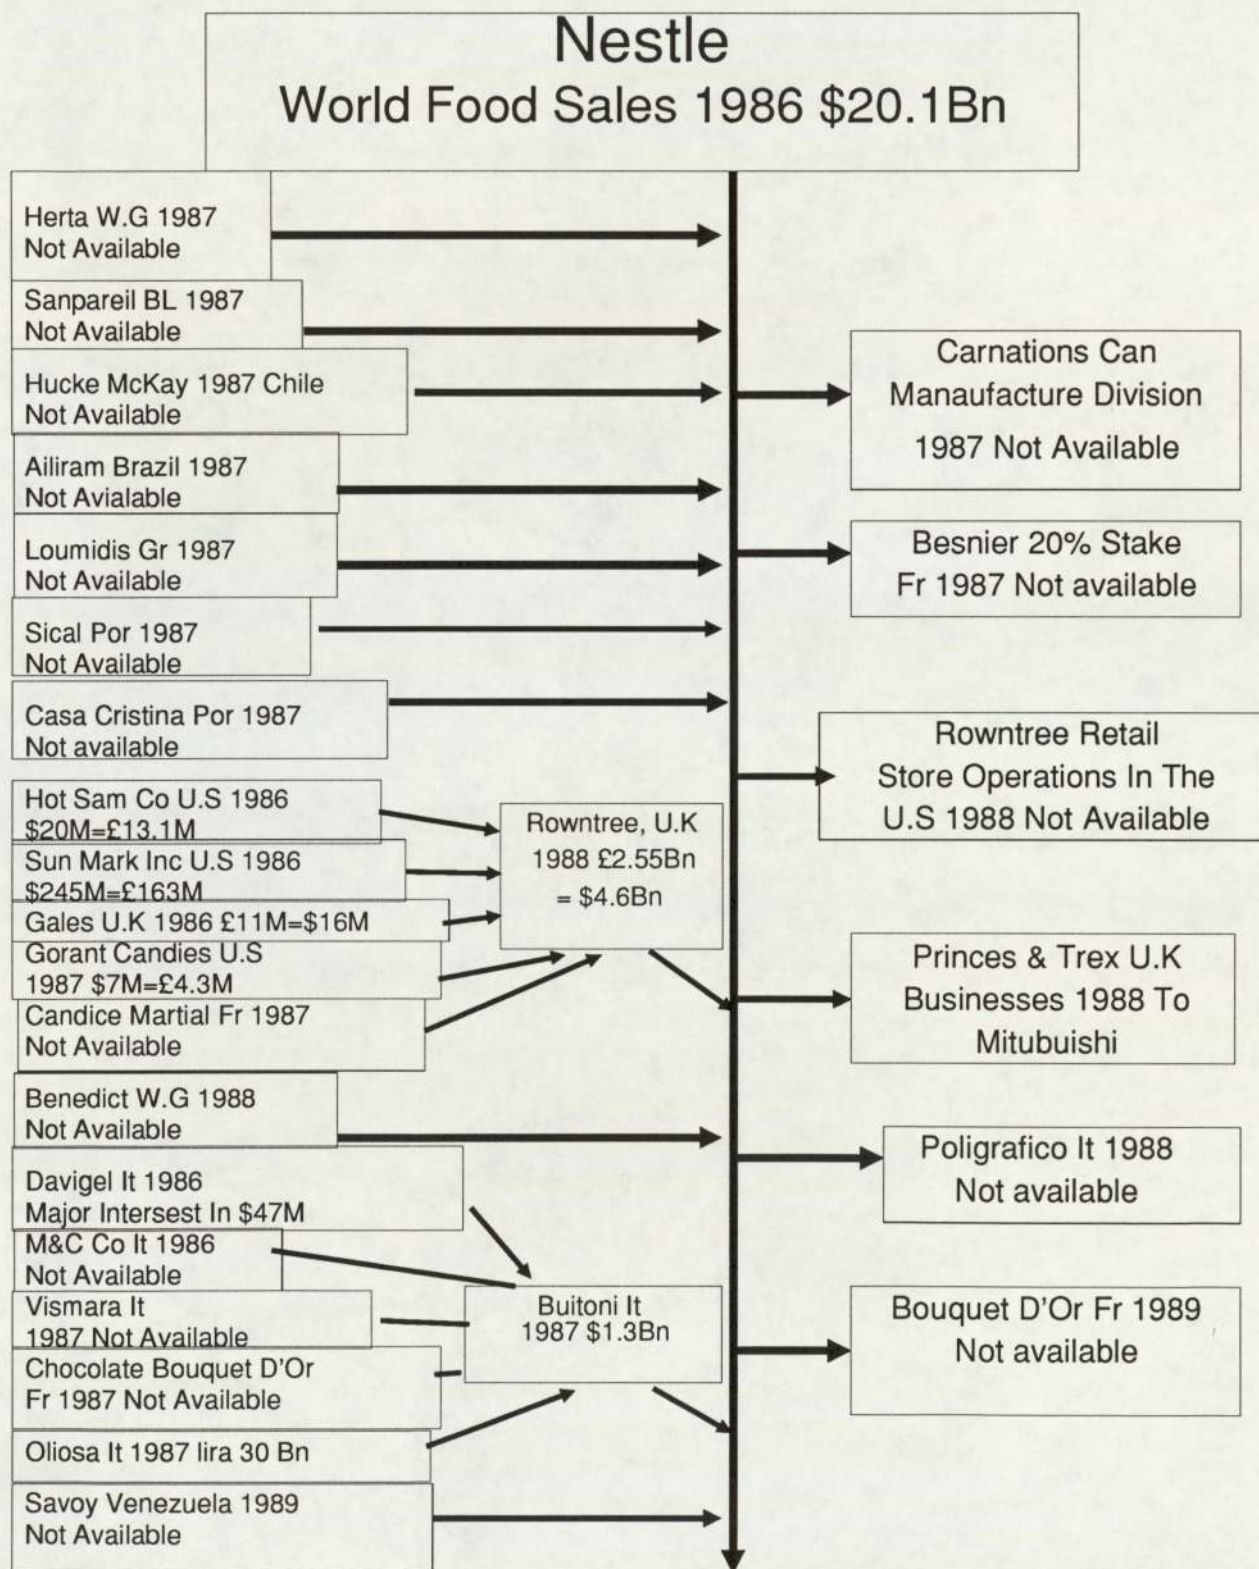 Nestle
World Food Sales 1986 $20.1Bn
Herta W.G 1987
Not Available
Sanpareil BL 1987
Not Available
Hucke McKay 1987 Chile
Not Available
Ailiram Brazil 1987
Not Avialable
Loumidis Gr 1987
Not Available
Sical Por 1987
Not Available
Casa Cristina Por 1987
Not available
Hot Sam Co U.S 1986
$20M=£13.1M
Sun Mark Inc U.S 1986
$245M=£163M
Gales U.K 1986 £11M=$16M
Gorant Candies U.S
1987 $7M=£4.3M
Candice Martial Fr 1987
Not Available
Rowntree, U.K
1988 £2.55Bn
= $4.6Bn
Benedict W.G 1988
Not Available
Davigel It 1986
Major Intersest In $47M
M&C Co It 1986
Not Available
Vismara It
1987 Not Available
Chocolate Bouquet D'Or
Fr 1987 Not Available
Oliosa It 1987 lira 30 Bn
Buitoni It
1987 $1.3Bn
Savoy Venezuela 1989
Not Available
Carnations Can
Manaufacture Division
1987 Not Available
Besnier 20% Stake
Fr 1987 Not available
Rowntree Retail
Store Operations In The
U.S 1988 Not Available
Princes & Trex U.K
Businesses 1988 To
Mitubuishi
Poligrafico It 1988
Not available
Bouquet D'Or Fr 1989
Not available